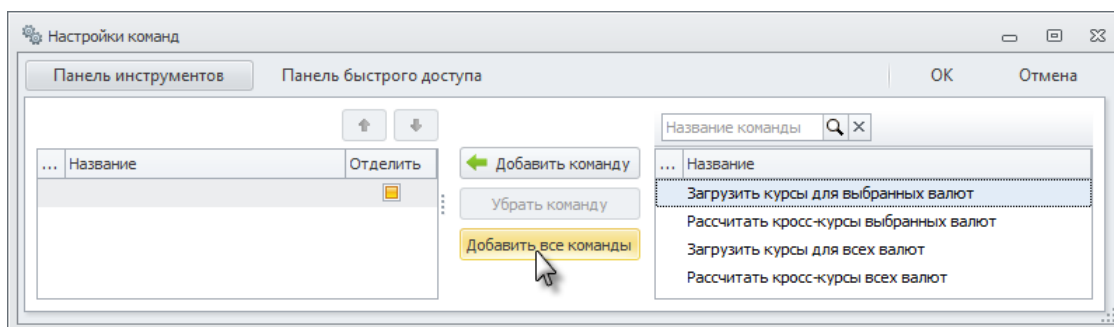 Настройки команд
Панель инструментов Панель быстрого доступа ОК Отмена
Название команды
... Название Отделить
Добавить команду
Убрать команду
Добавить все команды
... Название
Загрузить курсы для выбранных валют
Рассчитать кросс-курсы выбранных валют
Загрузить курсы для всех валют
Рассчитать кросс-курсы всех валют